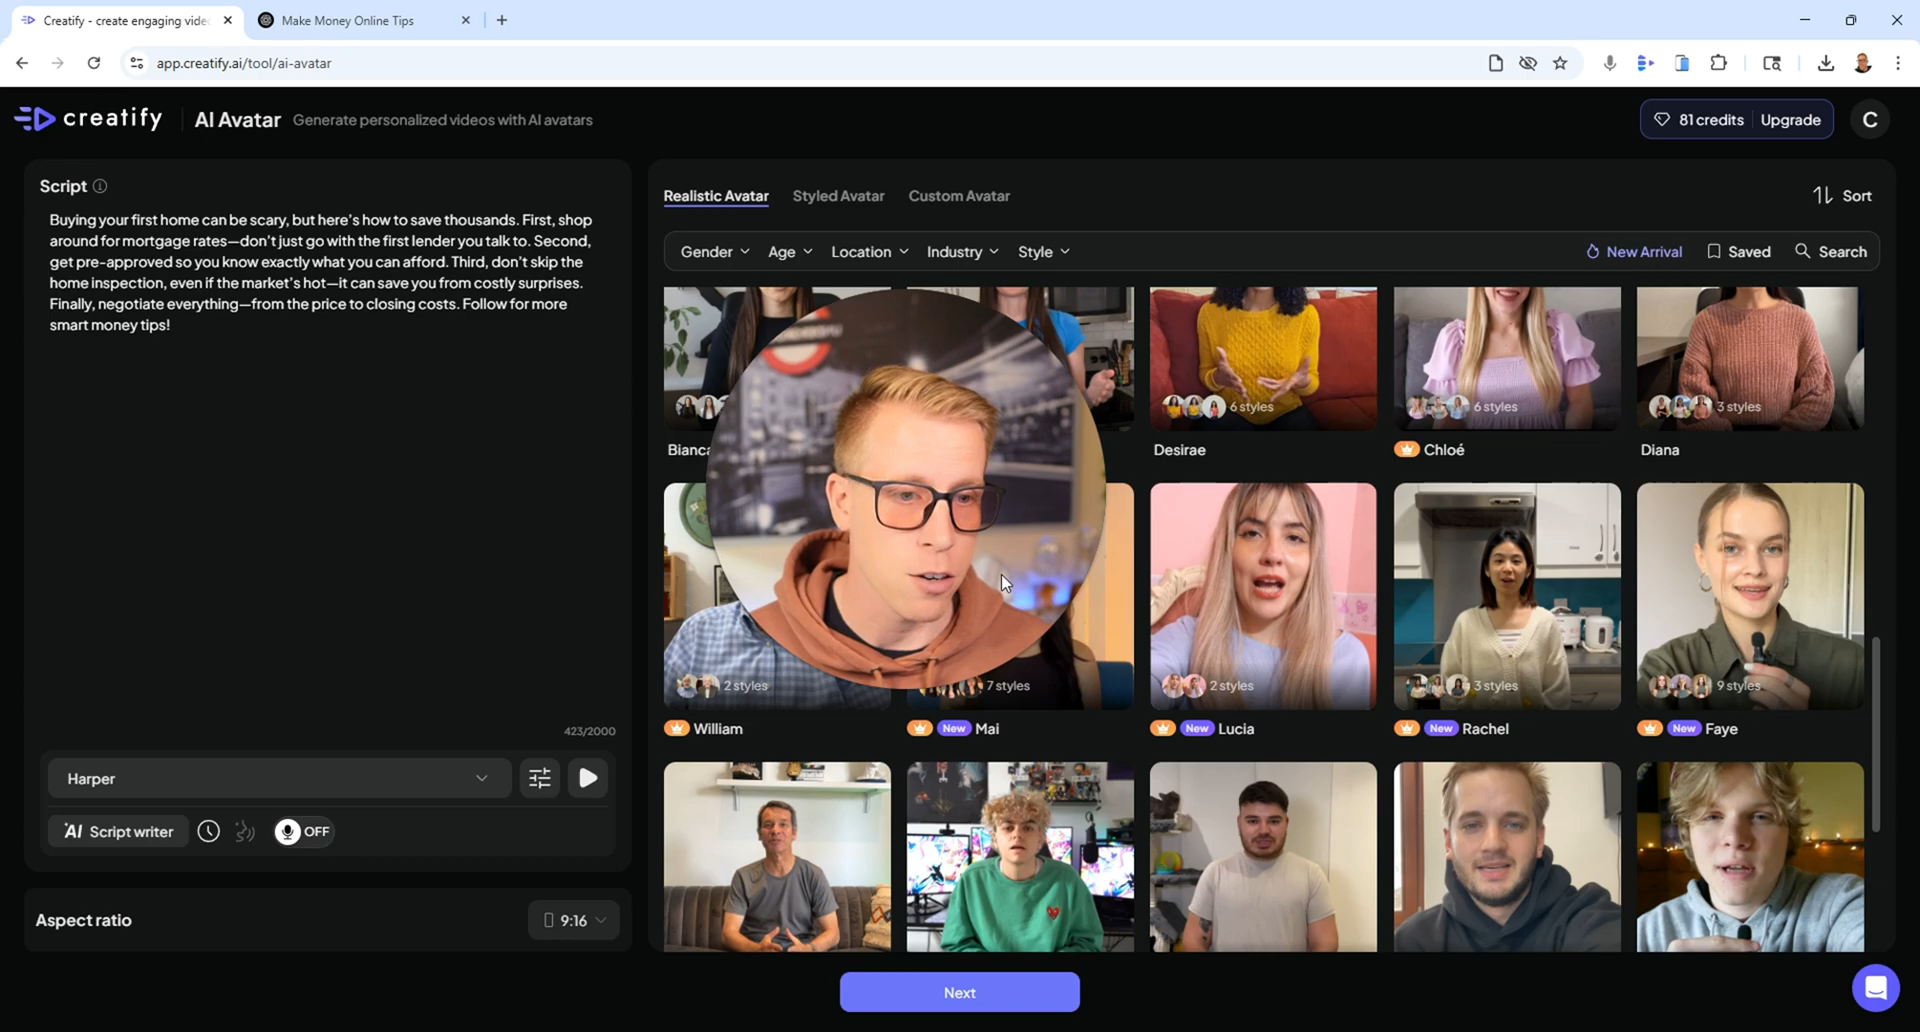 Creatify - create engaging video
Make Money Online Tips
app.creatify.ai/tool/ai-avatar
creatify
AI Avatar
Generate personalized videos with AI avatars
81 credits
Upgrade
C
Script
Buying your first home can be scary, but here's how to save thousands. First, shop
around for mortgage rates—don't just go with the first lender you talk to. Second,
get pre-approved so you know exactly what you can afford. Third, don't skip the
home inspection, even if the market's hot—it can save you from costly surprises.
Finally, negotiate everything—from the price to closing costs. Follow for more
smart money tips!
423/2000
Harper
AI Script writer
OFF
Aspect ratio
9:16
Realistic Avatar
Styled Avatar
Custom Avatar
Sort
Gender
Age
Location
Industry
Style
New Arrival
Saved
Search
6 styles
6 styles
3 styles
Bianca
Desirae
Chloé
Diana
2 styles
7 styles
2 styles
3 styles
9 styles
William
New Mai
New Lucia
New Rachel
New Faye
Next